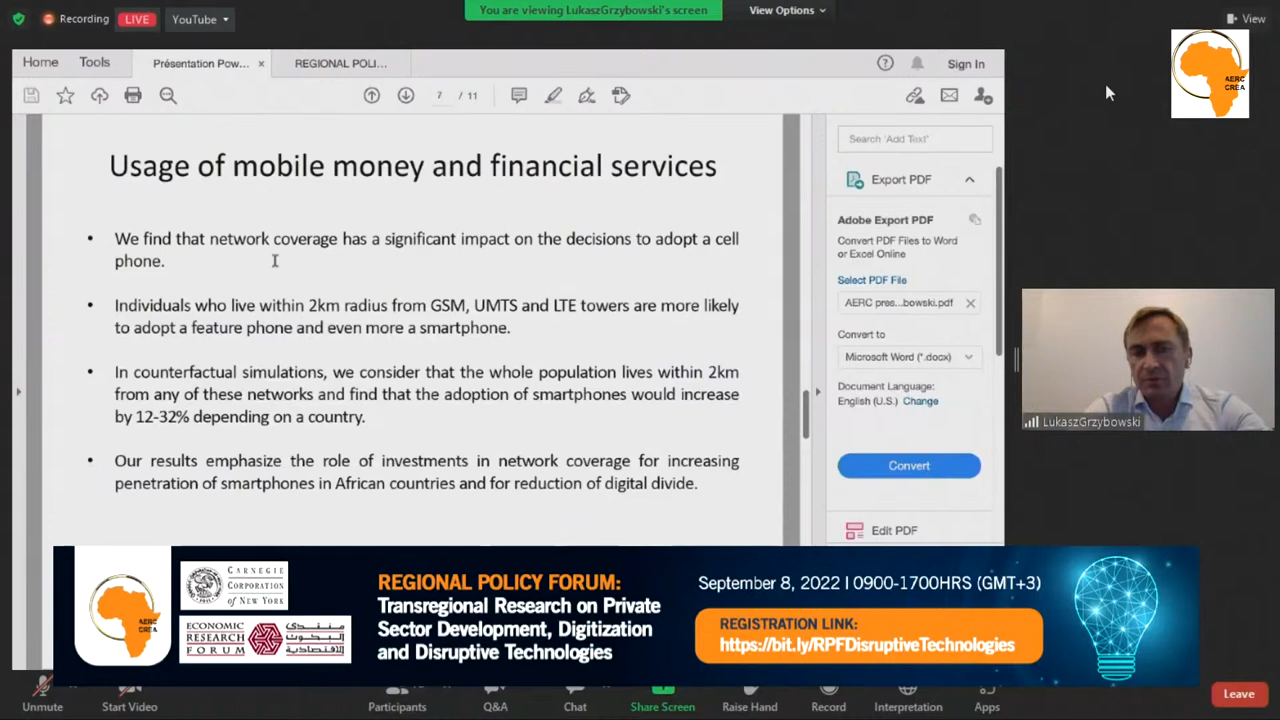 Recording
LIVE
YouTube
You are viewing LukaszGrzybowski's screen
View Options
View
Home
Tools
Présentation Pow...
REGIONAL POLI...
Sign In
7 / 11
AERC
CREA
Usage of mobile money and financial services
• We find that network coverage has a significant impact on the decisions to adopt a cell
phone.
• Individuals who live within 2km radius from GSM, UMTS and LTE towers are more likely
to adopt a feature phone and even more a smartphone.
• In counterfactual simulations, we consider that the whole population lives within 2km
from any of these networks and find that the adoption of smartphones would increase
by 12-32% depending on a country.
• Our results emphasize the role of investments in network coverage for increasing
penetration of smartphones in African countries and for reduction of digital divide.
Search 'Add Text'
Export PDF
Adobe Export PDF
Convert PDF Files to Word
or Excel Online
Select PDF File
AERC pres...bowski.pdf
Convert to
Microsoft Word (*.docx)
Document Language:
English (U.S.) Change
Convert
Edit PDF
LukaszGrzybowski
AERC
CREA
CARNEGIE
CORPORATION
of NEW YORK
ECONOMIC
RESEARCH
FORUM
منتدى
البحوث
الاقتصادية
REGIONAL POLICY FORUM:
Transregional Research on Private
Sector Development, Digitization
and Disruptive Technologies
September 8, 2022 I 0900-1700HRS (GMT+3)
REGISTRATION LINK:
https://bit.ly/RPFDisruptiveTechnologies
Unmute
Start Video
Participants
Q&A
Chat
Share Screen
Raise Hand
Record
Interpretation
Apps
Leave